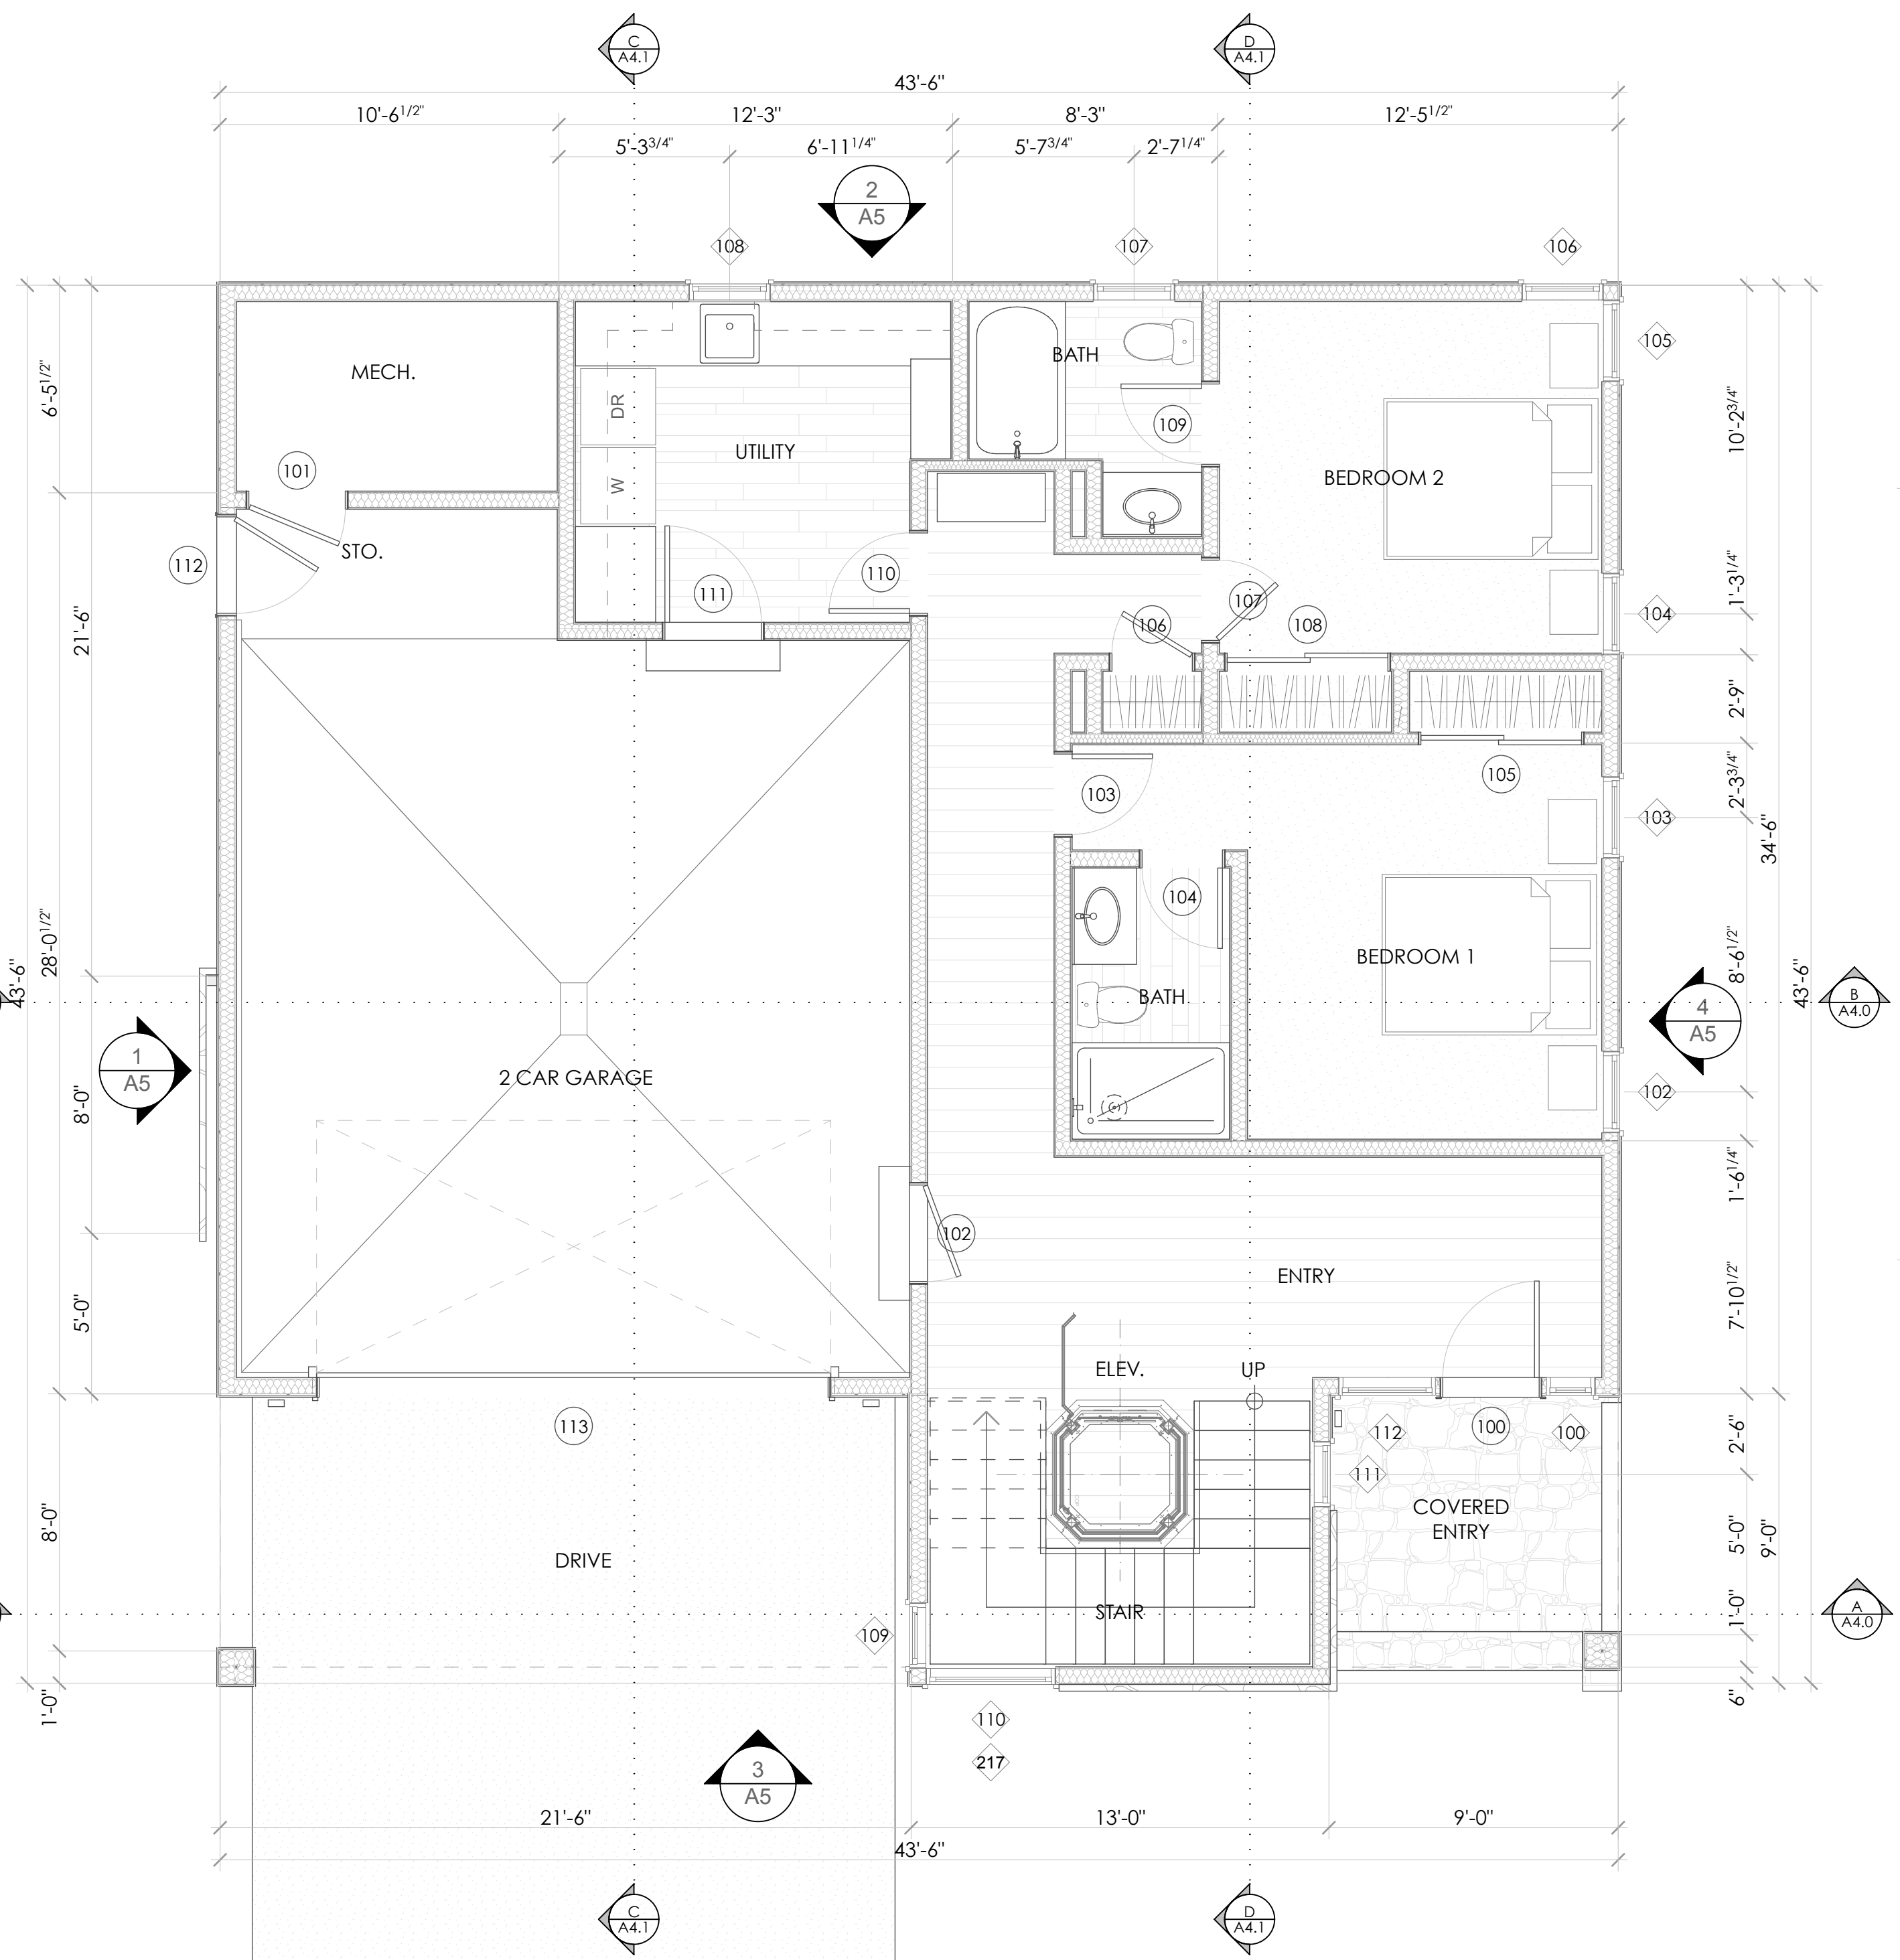 C
A4.1
D
A4.1
43'-6"
10'-6 1/2"
12'-3"
8'-3"
12'-5 1/2"
5'-3 3/4"
6'-11 1/4"
5'-7 3/4"
2'-7 1/4"
2
A5
108
107
106
MECH.
BATH
105
6'-5 1/2"
DR
UTILITY
109
10'-2 3/4"
101
W
BEDROOM 2
STO.
112
110
111
107
106
108
104
1'-3 1/4"
21'-6"
2'-9"
105
103
103
2'-3 3/4"
34'-6"
104
BEDROOM 1
28'-0 1/2"
43'-6"
8'-6 1/2"
43'-6"
BATH
B
A4.0
4
A5
1
A5
2 CAR GARAGE
8'-0"
102
1'-6 1/4"
102
ENTRY
5'-0"
7'-10 1/2"
ELEV.
UP
113
112
100
100
2'-6"
111
COVERED
ENTRY
8'-0"
5'-0"
9'-0"
DRIVE
STAIR
1'-0"
A
A4.0
109
1'-0"
6"
110
217
3
A5
21'-6"
13'-0"
9'-0"
43'-6"
C
A4.1
D
A4.1